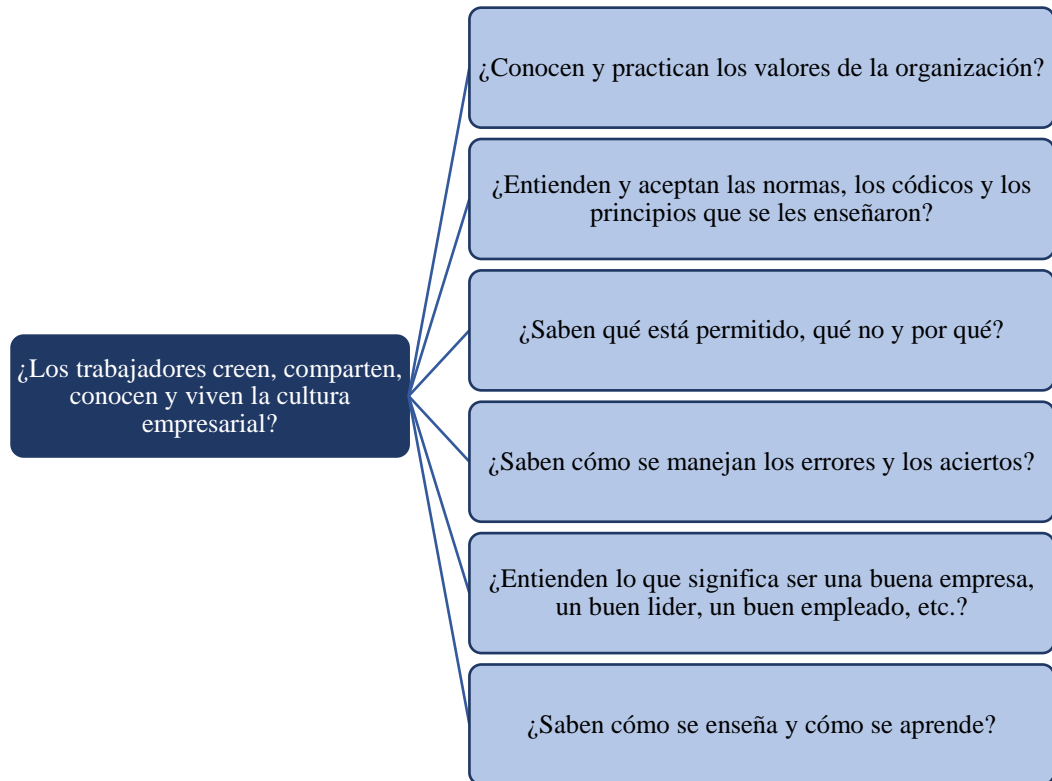 ¿Conocen y practican los valores de la organización?
¿Entienden y aceptan las normas, los códicos y los
principios que se les enseñaron?
¿Saben qué está permitido, qué no y por qué?
¿Los trabajadores creen, comparten,
conocen y viven la cultura
empresarial?
¿Saben cómo se manejan los errores y los aciertos?
¿Entienden lo que significa ser una buena empresa,
un buen lider, un buen empleado, etc.?
¿Saben cómo se enseña y cómo se aprende?